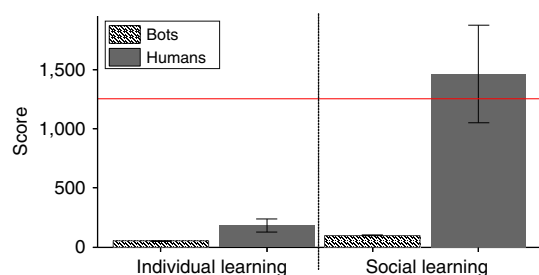 Bots
Humans
1,500
1,000
500
0
Score
Individual learning
Social learning